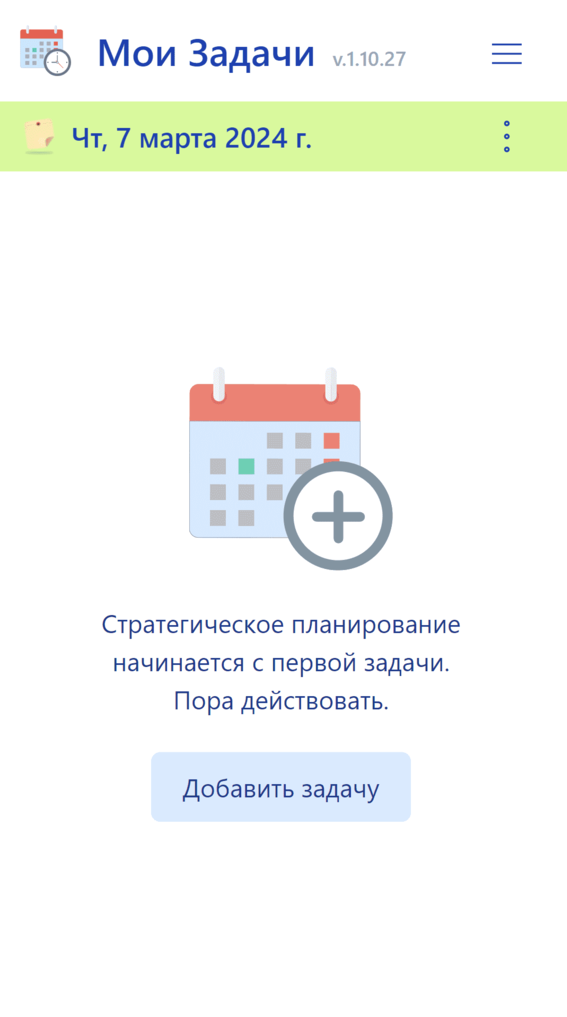 Мои Задачи v.1.10.27
Чт, 7 марта 2024 г.
Стратегическое планирование
начинается с первой задачи.
Пора действовать.
Добавить задачу